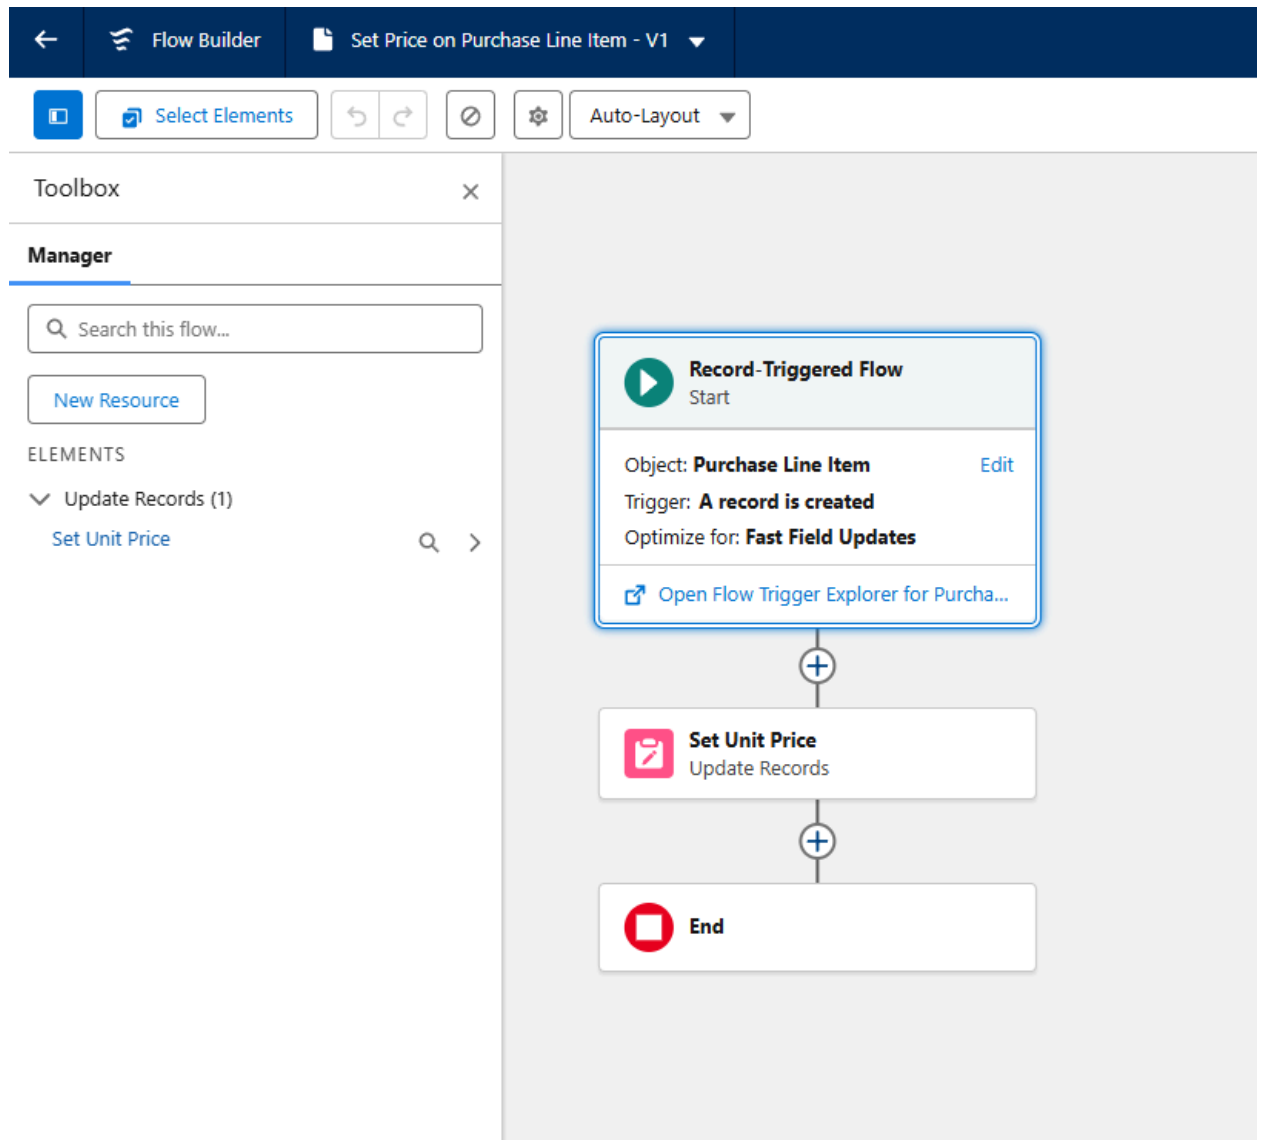 Flow Builder
Set Price on Purchase Line Item - V1
Select Elements
Auto-Layout
Toolbox
Manager
Search this flow...
New Resource
ELEMENTS
Update Records (1)
Set Unit Price
Record-Triggered Flow
Start
Object: Purchase Line Item
Edit
Trigger: A record is created
Optimize for: Fast Field Updates
Open Flow Trigger Explorer for Purcha...
Set Unit Price
Update Records
End